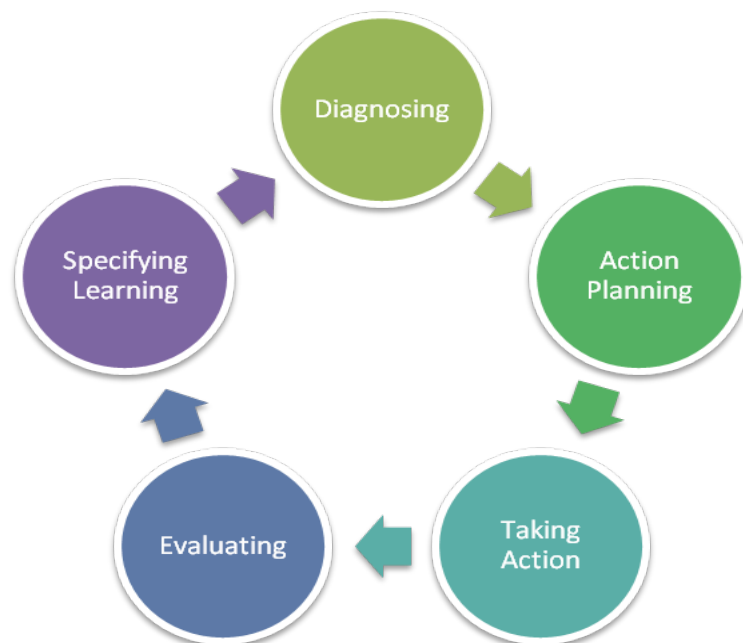 Diagnosing
Action
Planning
Taking
Action
Evaluating
Specifying
Learning